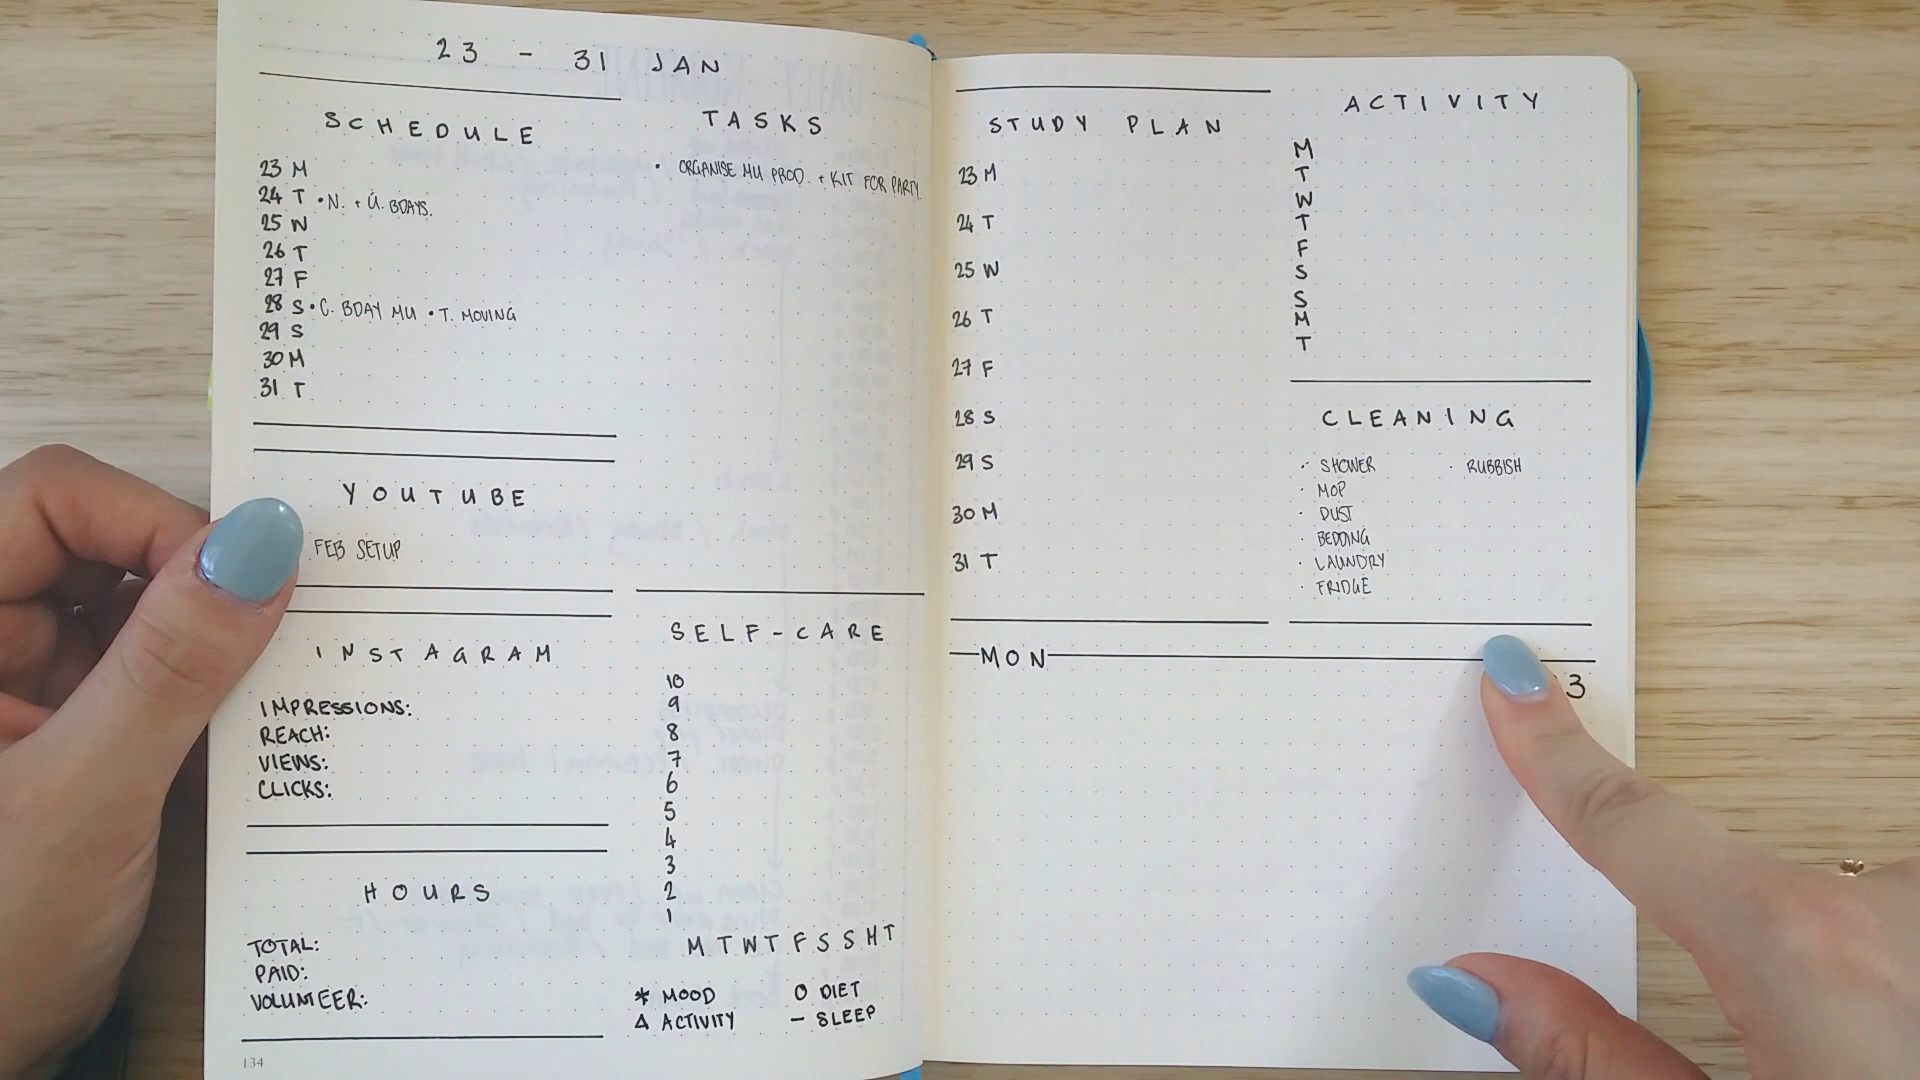 23 - 31 JAN
SCHEDULE
23 M
24 T • N. + U. BDAYS.
25 W
26 T
27 F
28 S • C. BDAY MU • T. MOVING
29 S
30 M
31 T
YOUTUBE
FEB SETUP
INSTAGRAM
IMPRESSIONS:
REACH:
VIEWS:
CLICKS:
HOURS
TOTAL:
PAID:
VOLUNTEER:
134
TASKS
• ORGANISE MU PROD. + KIT FOR PARTY
SELF-CARE
10
9
8
7
6
5
4
3
2
1
M T W T F S S M T
* MOOD O DIET
Δ ACTIVITY – SLEEP
STUDY PLAN
23 M
24 T
25 W
26 T
27 F
28 S
29 S
30 M
31 T
ACTIVITY
M
T
W
T
F
S
S
M
T
CLEANING
· SHOWER · RUBBISH
· MOP
· DUST
· BEDDING
· LAUNDRY
· FRIDGE
MON
3